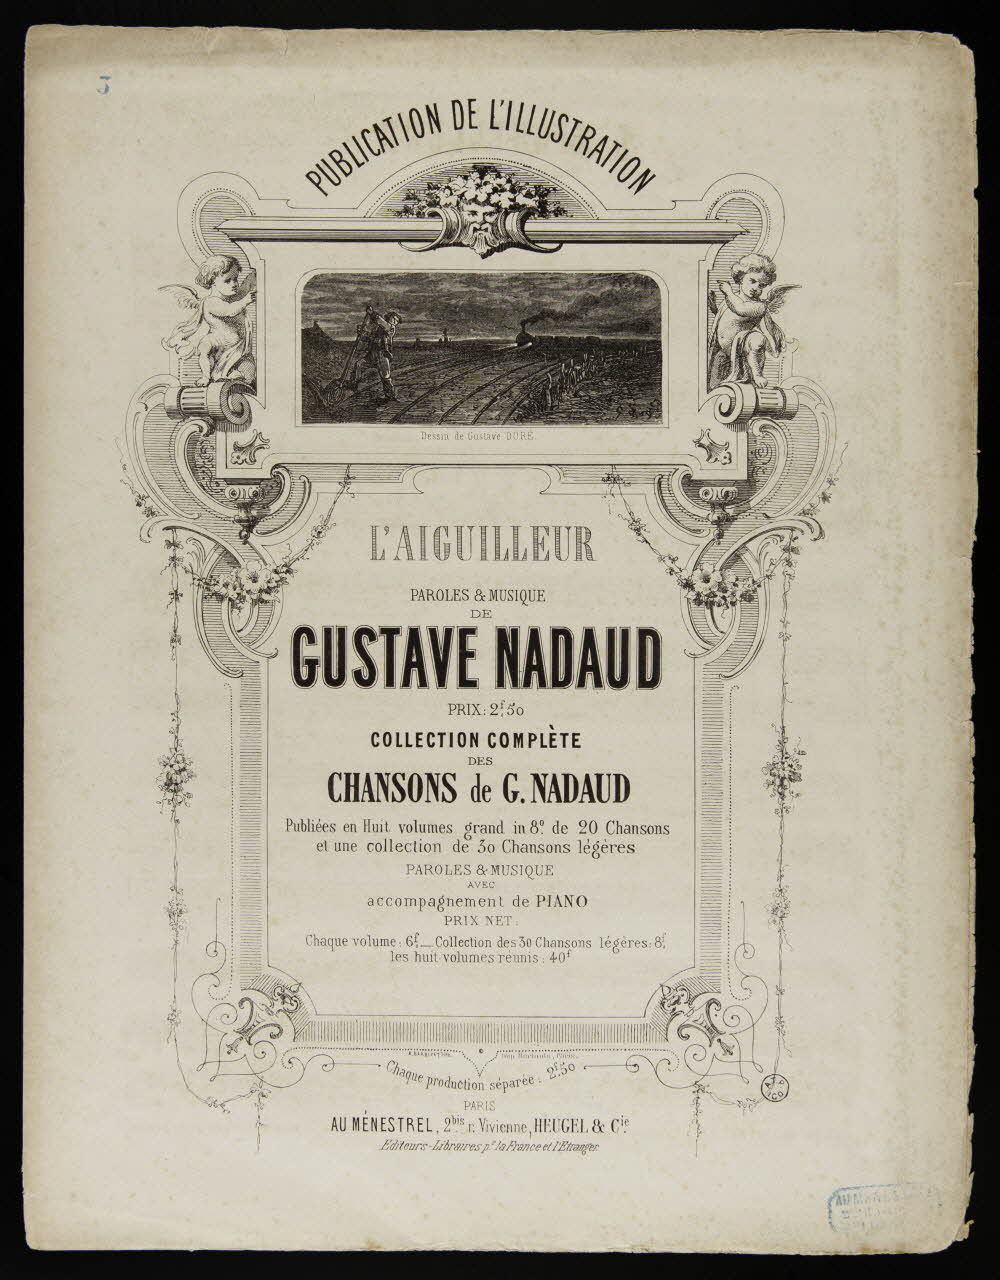 J
PUBLICATION DE L'ILLUSTRATION
Dessin de Gustave DORÉ.
L'AIGUILLEUR
PAROLES & MUSIQUE
DE
GUSTAVE NADAUD
PRIX: 2f. 50
COLLECTION COMPLÈTE
DES
CHANSONS de G. NADAUD
Publiées en Huit volumes grand in 8º. de 20 Chansons
et une collection de 30 Chansons légères
PAROLES & MUSIQUE
AVEC
accompagnement de PIANO
PRIX NET:
Chaque volume: 6f. — Collection des 30 Chansons légères: 8f.
les huit volumes réunis: 40f
Chaque production séparée: 2f. 50
PARIS
AU MÉNESTREL, 2bis r. Vivienne, HEUGEL & Cie.
Editeurs-Libraires pr. la France et l'Etranger.